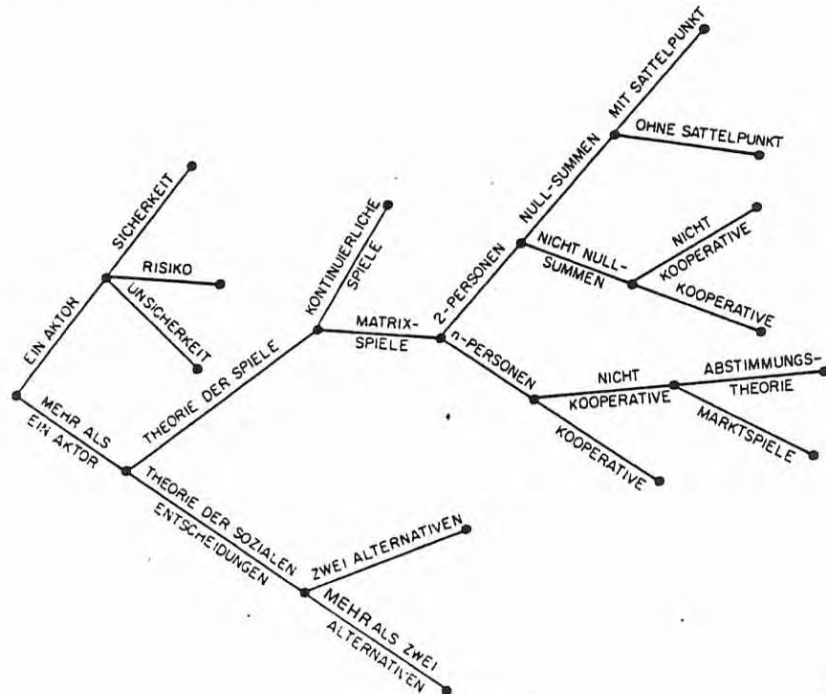 EIN AKTOR
SICHERHEIT
RISIKO
UNSICHERHEIT
MEHR ALS
EIN AKTOR
THEORIE DER SPIELE
KONTINUIERLICHE
SPIELE
MATRIX-
SPIELE
2-PERSONEN
NULL-SUMMEN
MIT SATTELPUNKT
OHNE SATTELPUNKT
NICHT NULL-
SUMMEN
NICHT
KOOPERATIVE
KOOPERATIVE
n-PERSONEN
NICHT
KOOPERATIVE
ABSTIMMUNGS-
THEORIE
MARKTSPIELE
KOOPERATIVE
THEORIE DER SOZIALEN
ENTSCHEIDUNGEN
ZWEI ALTERNATIVEN
MEHR ALS ZWEI
ALTERNATIVEN